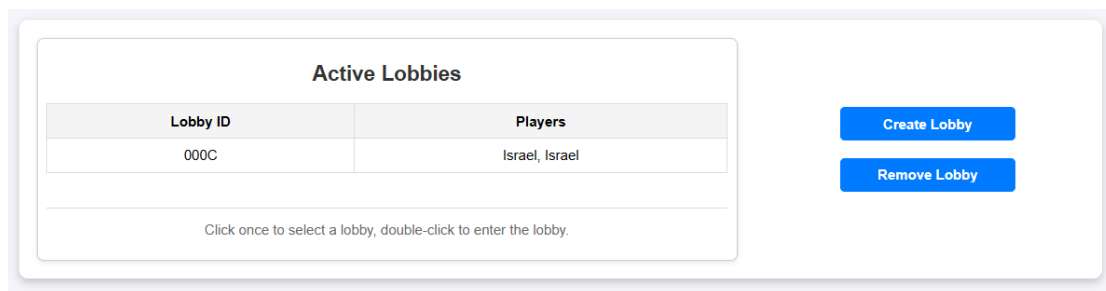 Active Lobbies
Lobby ID Players
000C Israel, Israel
Click once to select a lobby, double-click to enter the lobby.
Create Lobby
Remove Lobby